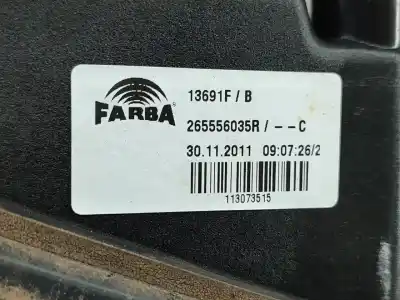 FARBA
13691F / B
265556035R / - - C
30.11.2011 09:07:26/2
113073515